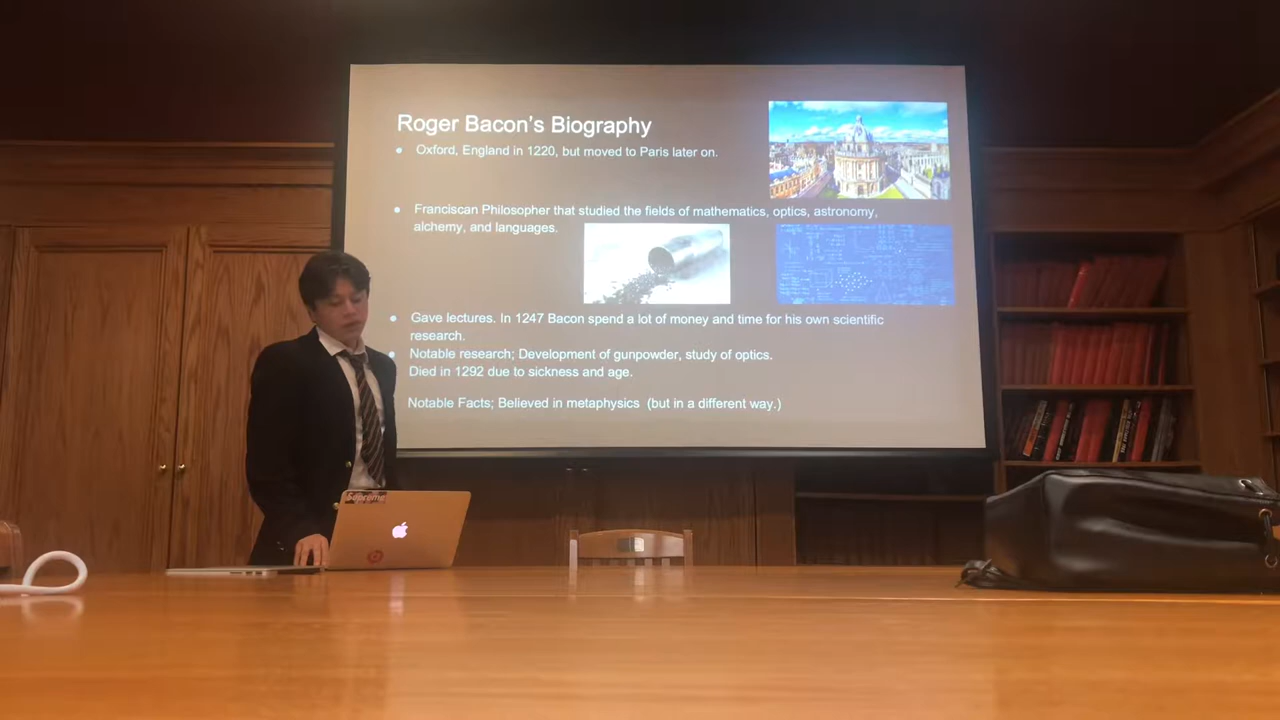 Roger Bacon's Biography
● Oxford, England in 1220, but moved to Paris later on.
● Franciscan Philosopher that studied the fields of mathematics, optics, astronomy,
alchemy, and languages.
● Gave lectures. In 1247 Bacon spend a lot of money and time for his own scientific
research.
● Notable research; Development of gunpowder, study of optics.
Died in 1292 due to sickness and age.
Notable Facts; Believed in metaphysics (but in a different way.)
Supreme